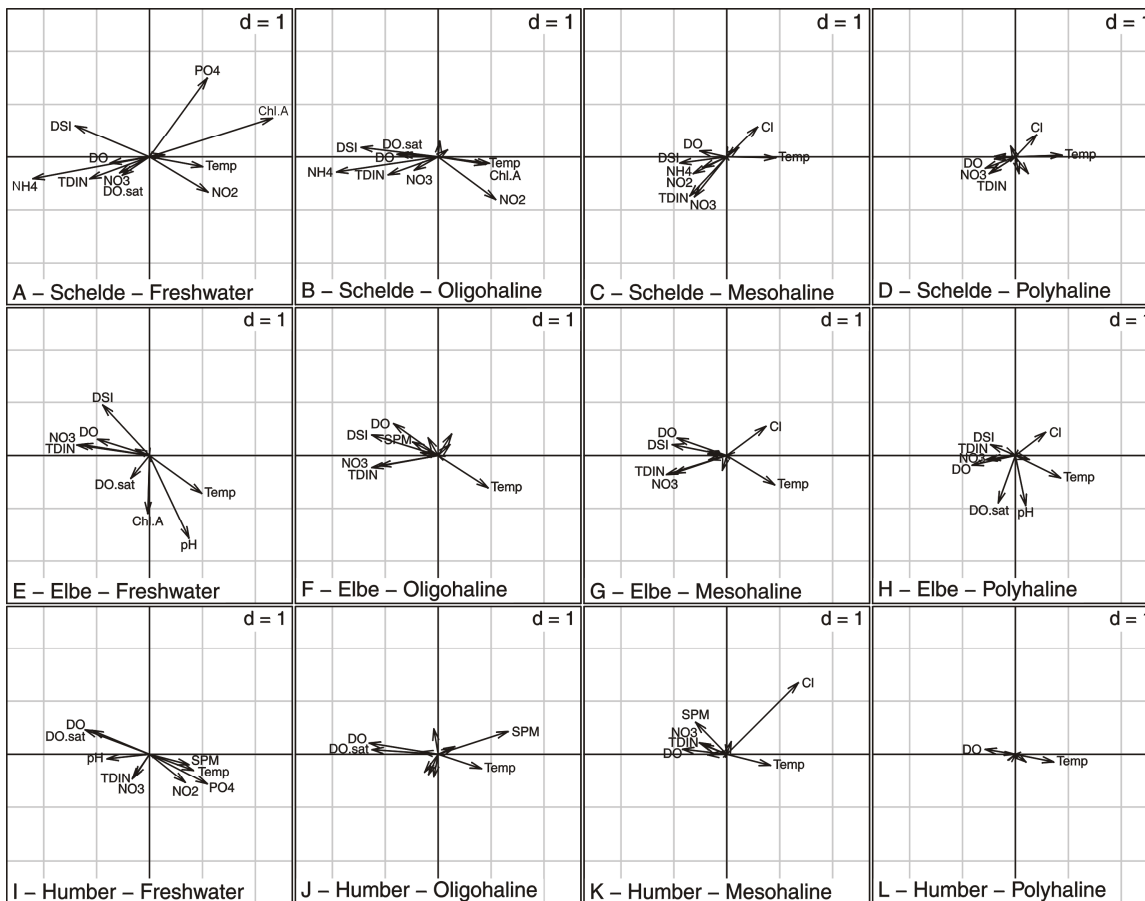 d = 1
PO4
Chl.A
DSI
DO
Temp
NH4
TDIN
NO3
DO.sat
NO2
A – Schelde – Freshwater
d = 1
DSI
DO.sat
DO
NH4
TDIN
NO3
Temp
Chl.A
NO2
B – Schelde – Oligohaline
d = 1
Cl
DO
DSI
Temp
NH4
NO2
TDIN
NO3
C – Schelde – Mesohaline
d = 1
Cl
Temp
DO
NO3
TDIN
D – Schelde – Polyhaline
d = 1
DSI
NO3
DO
TDIN
DO.sat
Temp
Chl.A
pH
E – Elbe – Freshwater
d = 1
DO
DSI
SPM
NO3
TDIN
Temp
F – Elbe – Oligohaline
d = 1
Cl
DO
DSI
TDIN
NO3
Temp
G – Elbe – Mesohaline
d = 1
Cl
DSI
TDIN
NO3
DO
Temp
DO.sat
pH
H – Elbe – Polyhaline
d = 1
DO
DO.sat
pH
SPM
Temp
TDIN
NO3
NO2
PO4
I – Humber – Freshwater
d = 1
SPM
DO
DO.sat
Temp
J – Humber – Oligohaline
d = 1
Cl
SPM
NO3
TDIN
DO
Temp
K – Humber – Mesohaline
d = 1
DO
Temp
L – Humber – Polyhaline